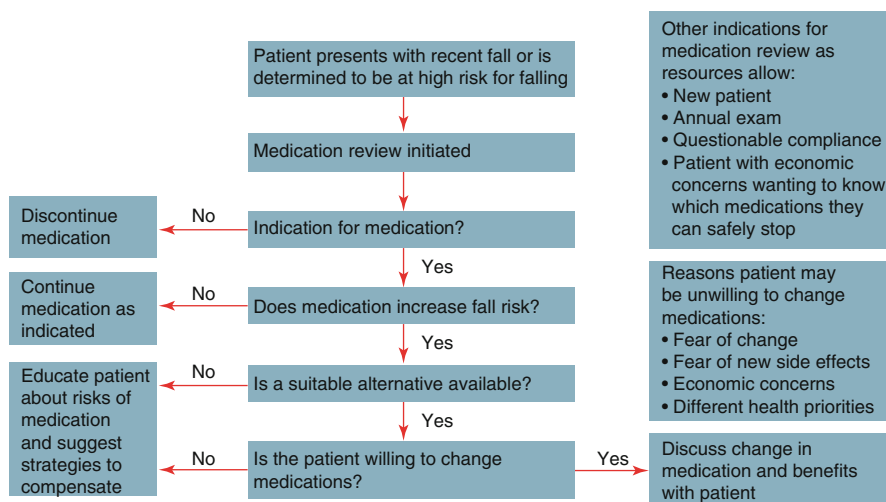 Patient presents with recent fall or is
determined to be at high risk for falling
Medication review initiated
Indication for medication?
No
Discontinue
medication
Yes
Does medication increase fall risk?
No
Continue
medication as
indicated
Yes
Is a suitable alternative available?
No
Educate patient
about risks of
medication
and suggest
strategies to
compensate
Yes
Is the patient willing to change
medications?
No
Yes
Discuss change in
medication and benefits
with patient
Other indications for
medication review as
resources allow:
• New patient
• Annual exam
• Questionable compliance
• Patient with economic
concerns wanting to know
which medications they
can safely stop
Reasons patient may
be unwilling to change
medications:
• Fear of change
• Fear of new side effects
• Economic concerns
• Different health priorities